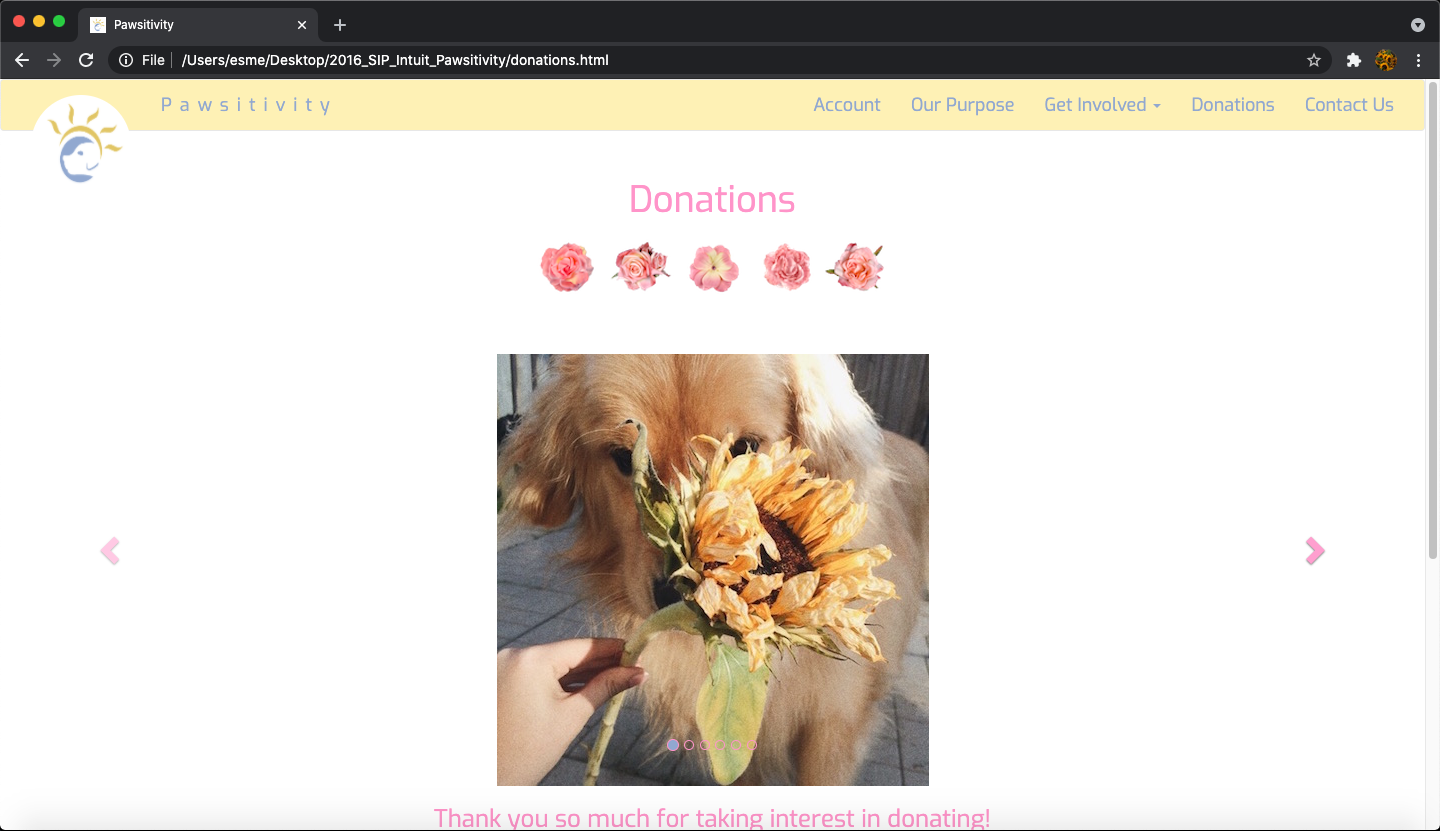 Pawsitivity
File /Users/esme/Desktop/2016_SIP_Intuit_Pawsitivity/donations.html
Pawsitivity Account Our Purpose Get Involved Donations Contact Us
Donations
Thank you so much for taking interest in donating!